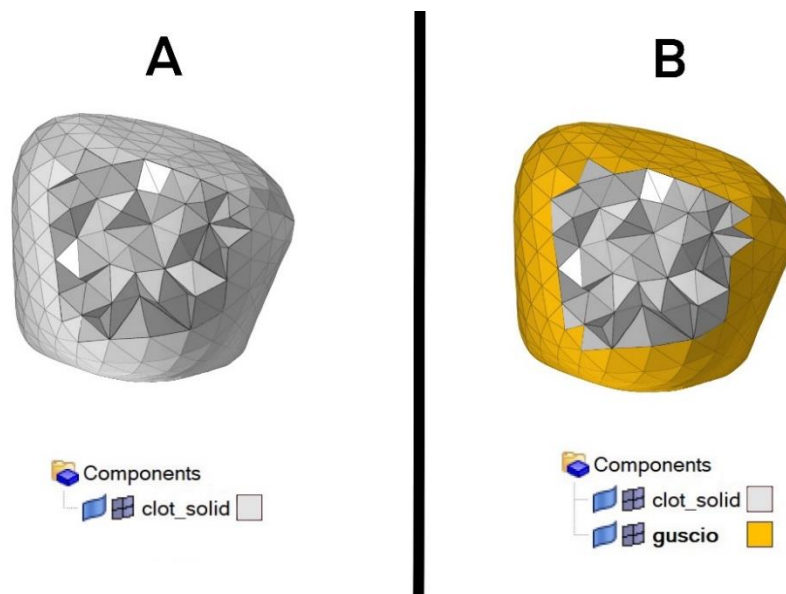 A
B
Components
clot_solid
Components
clot_solid
guscio